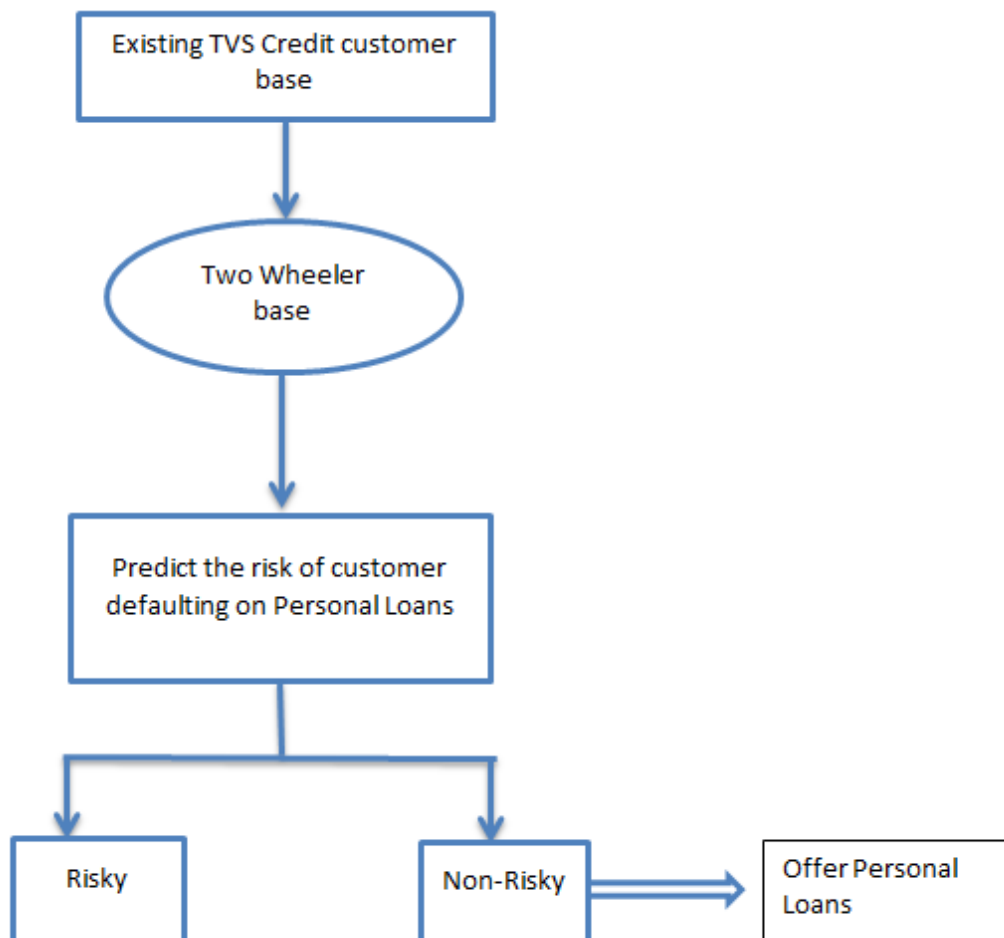 Existing TVS Credit customer
base
Two Wheeler
base
Predict the risk of customer
defaulting on Personal Loans
Risky
Non-Risky
Offer Personal
Loans